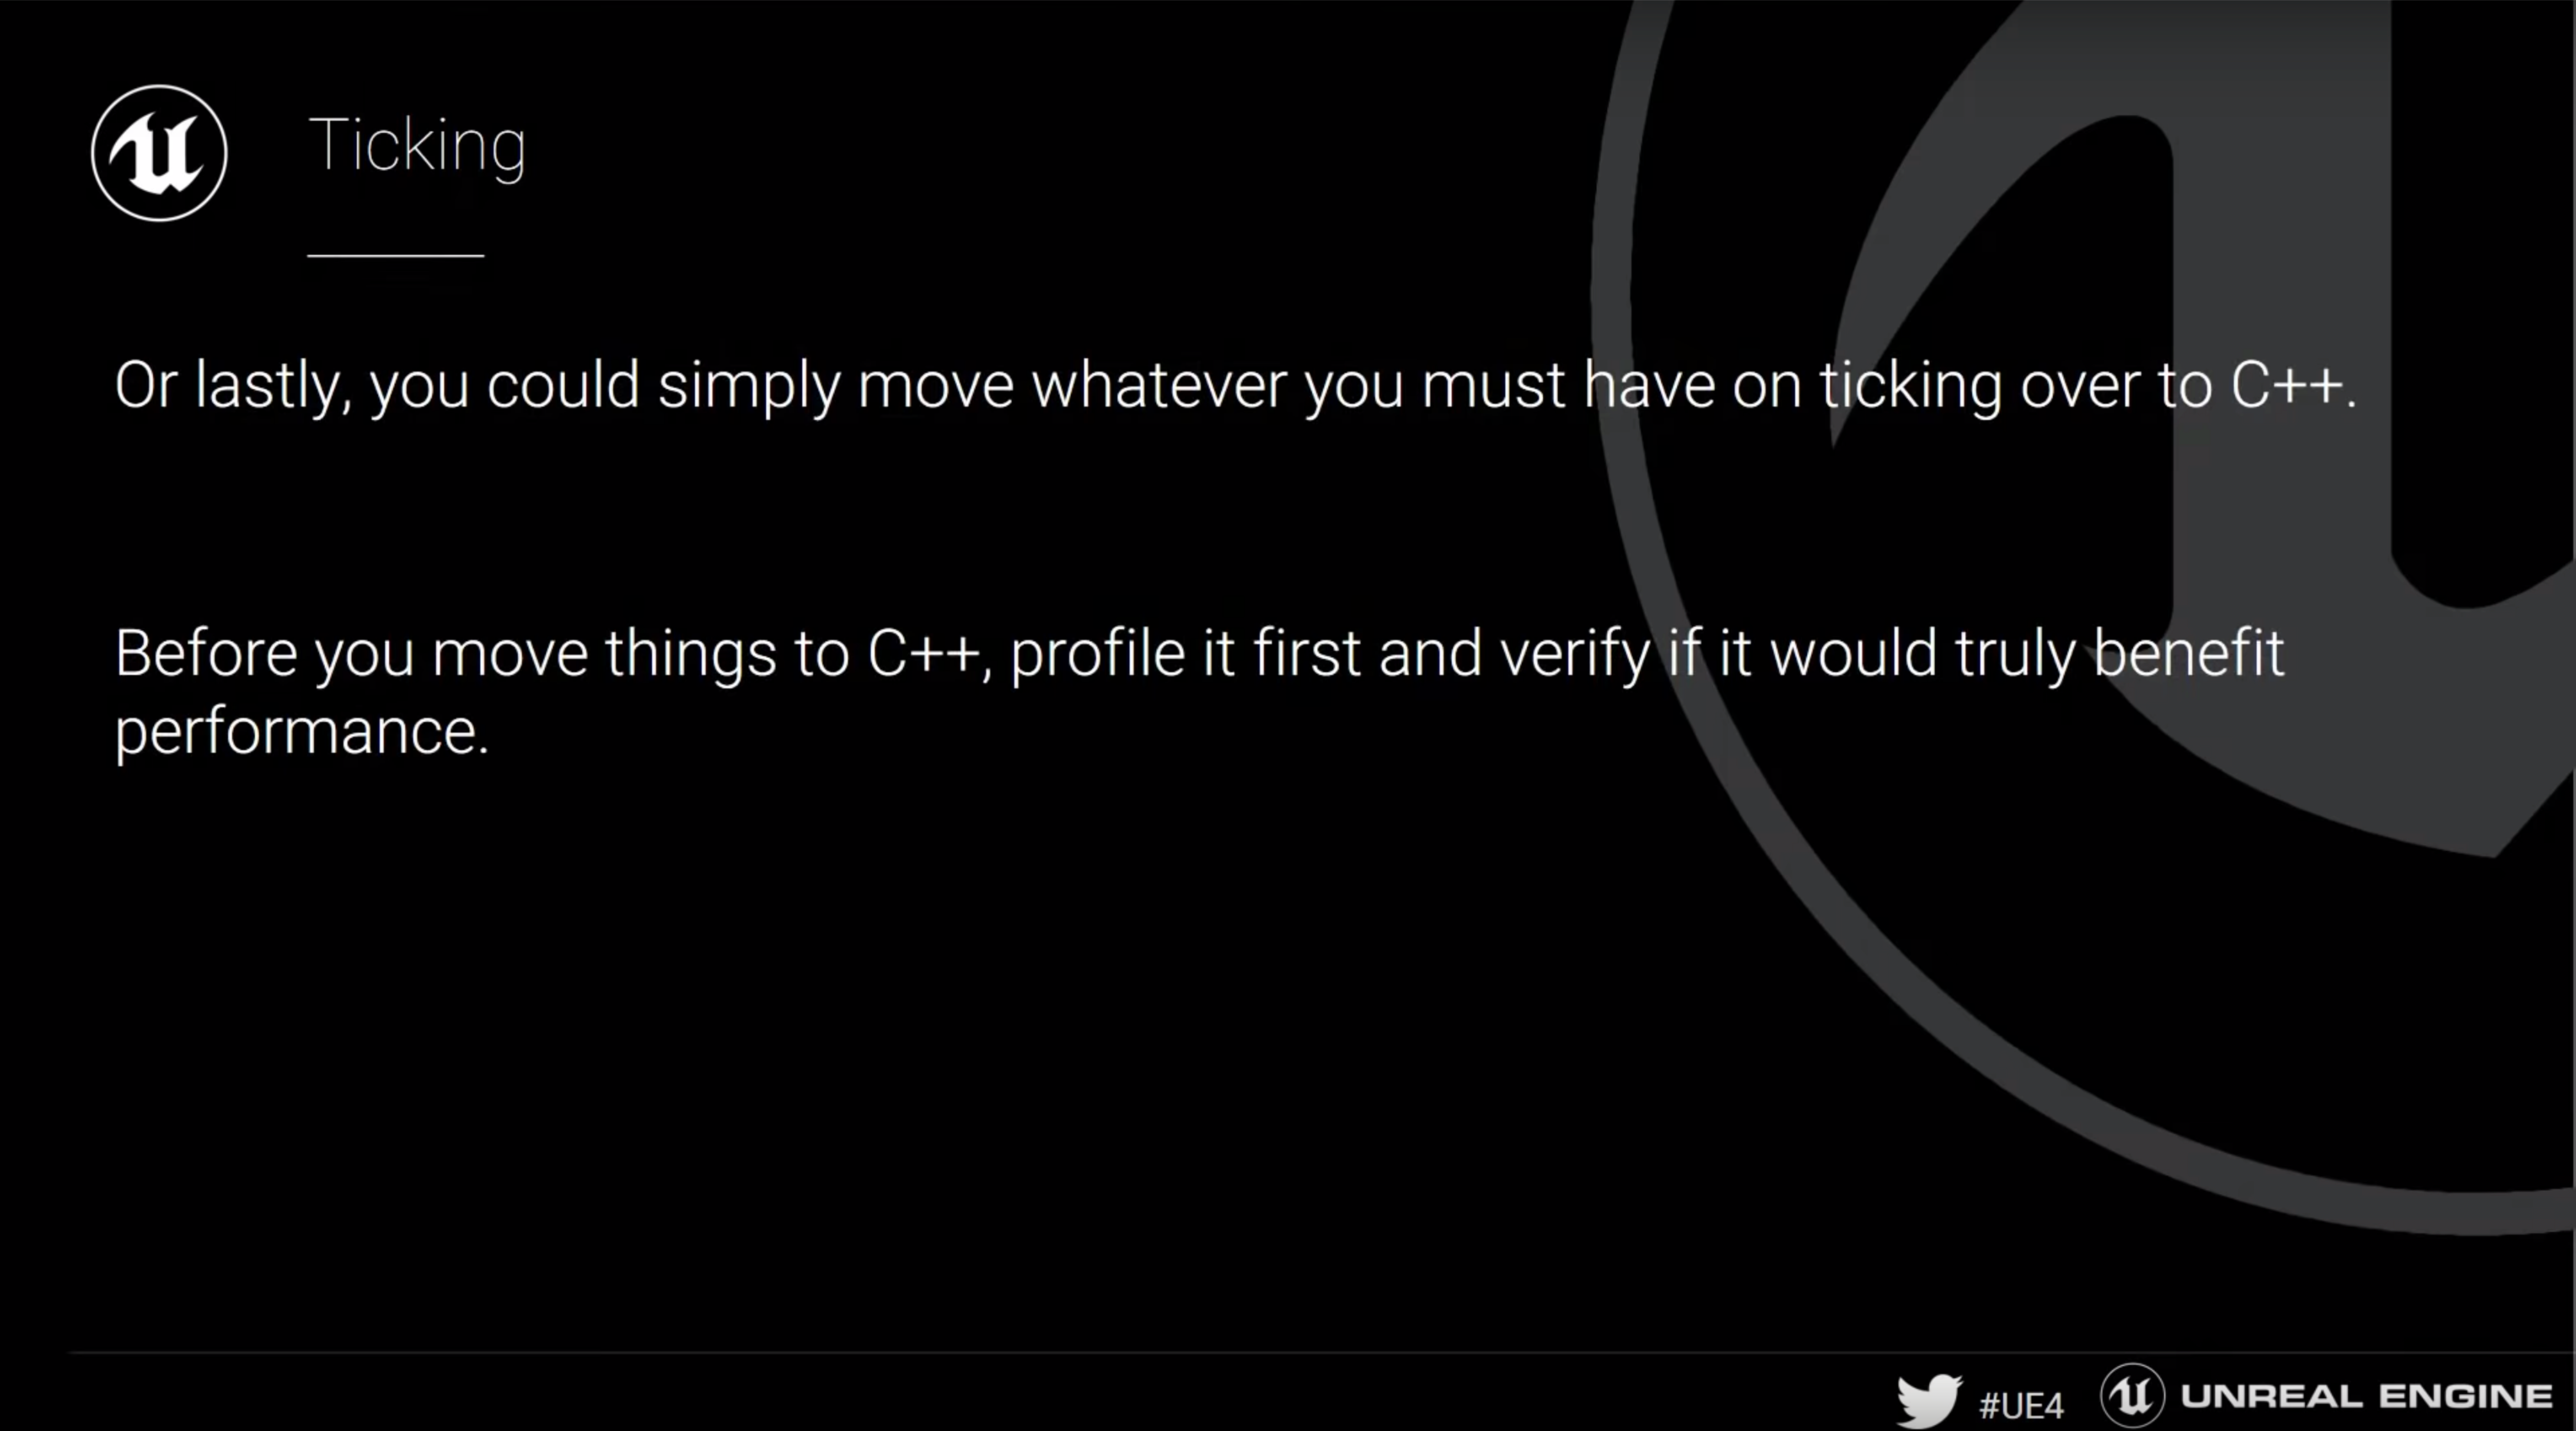 Ticking
Or lastly, you could simply move whatever you must have on ticking over to C++.
Before you move things to C++, profile it first and verify if it would truly benefit
performance.
#UE4 UNREAL ENGINE